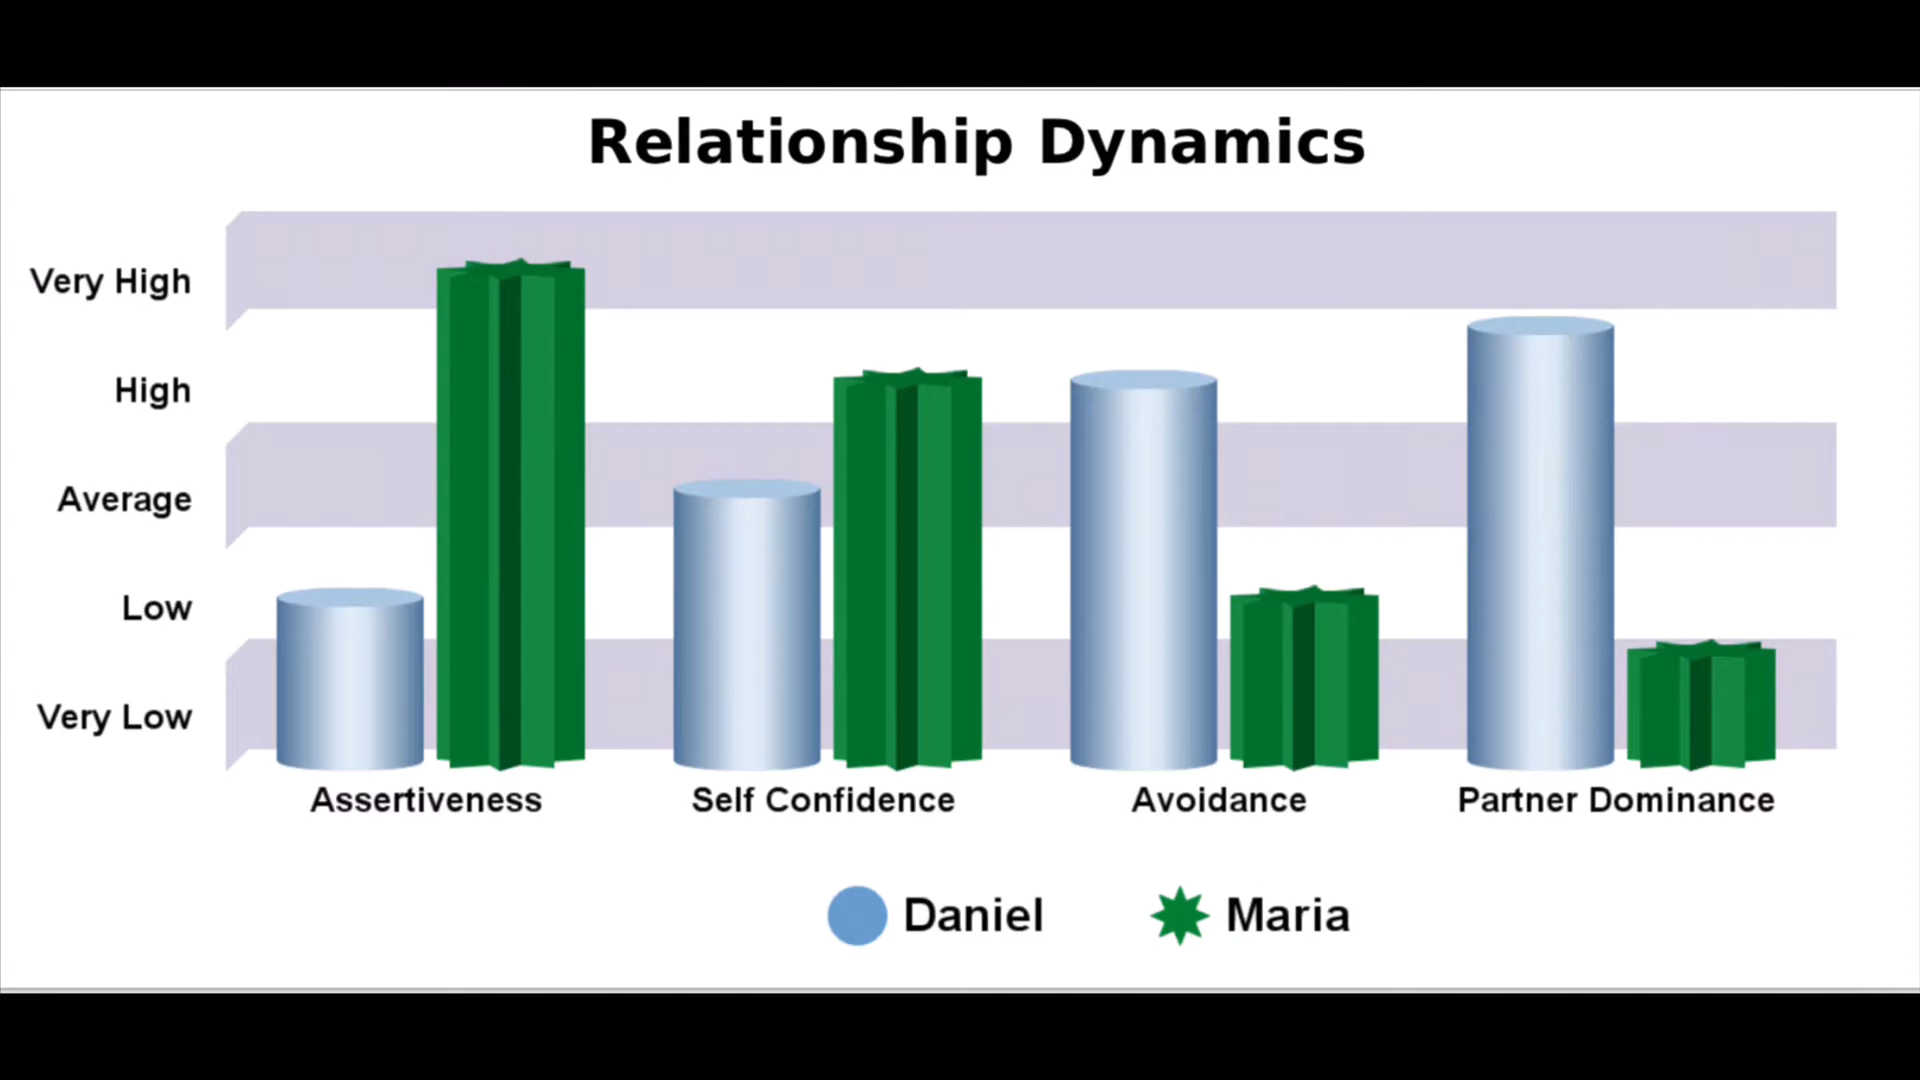 Relationship Dynamics
Very High
High
Average
Low
Very Low
Assertiveness
Self Confidence
Avoidance
Partner Dominance
Daniel
Maria